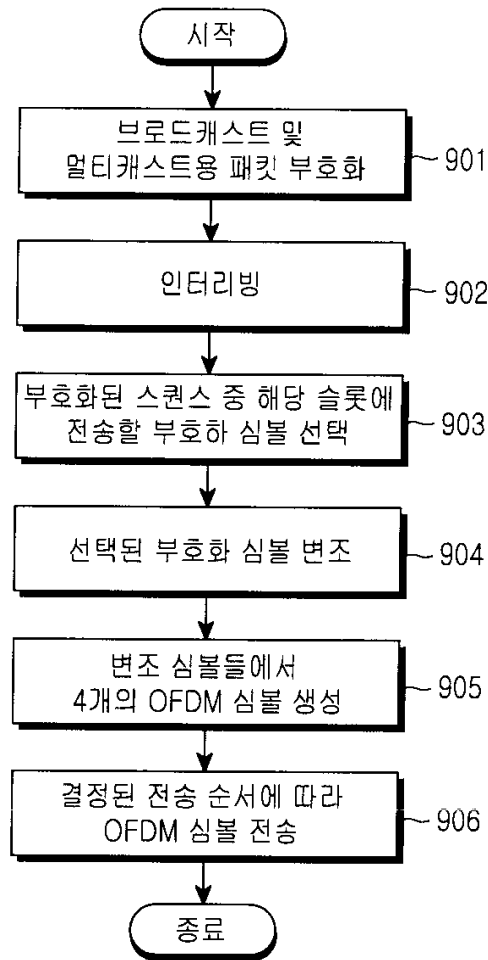 시작
브로드캐스트 및
멀티캐스트용 패킷 부호화
901
인터리빙
902
부호화된 스퀀스 중 해당 슬롯에
전송할 부호하 심볼 선택
903
선택된 부호화 심볼 변조
904
변조 심볼들에서
4개의 OFDM 심볼 생성
905
결정된 전송 순서에 따라
OFDM 심볼 전송
906
종료